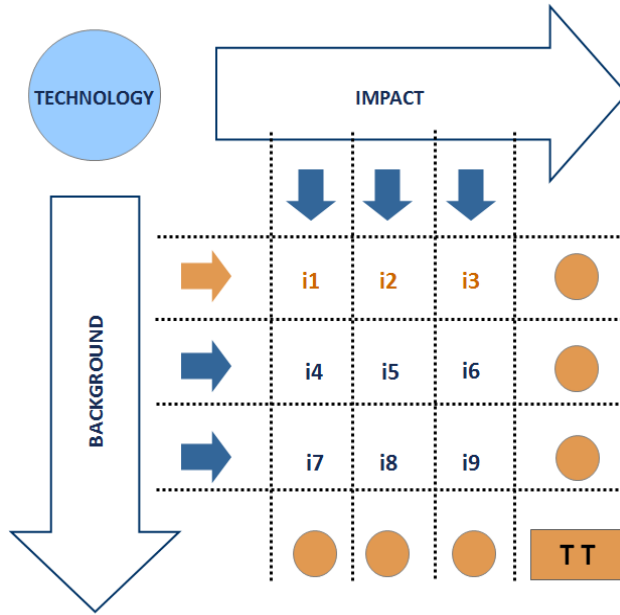 TECHNOLOGY
IMPACT
BACKGROUND
i1 i2 i3
i4 i5 i6
i7 i8 i9
T T